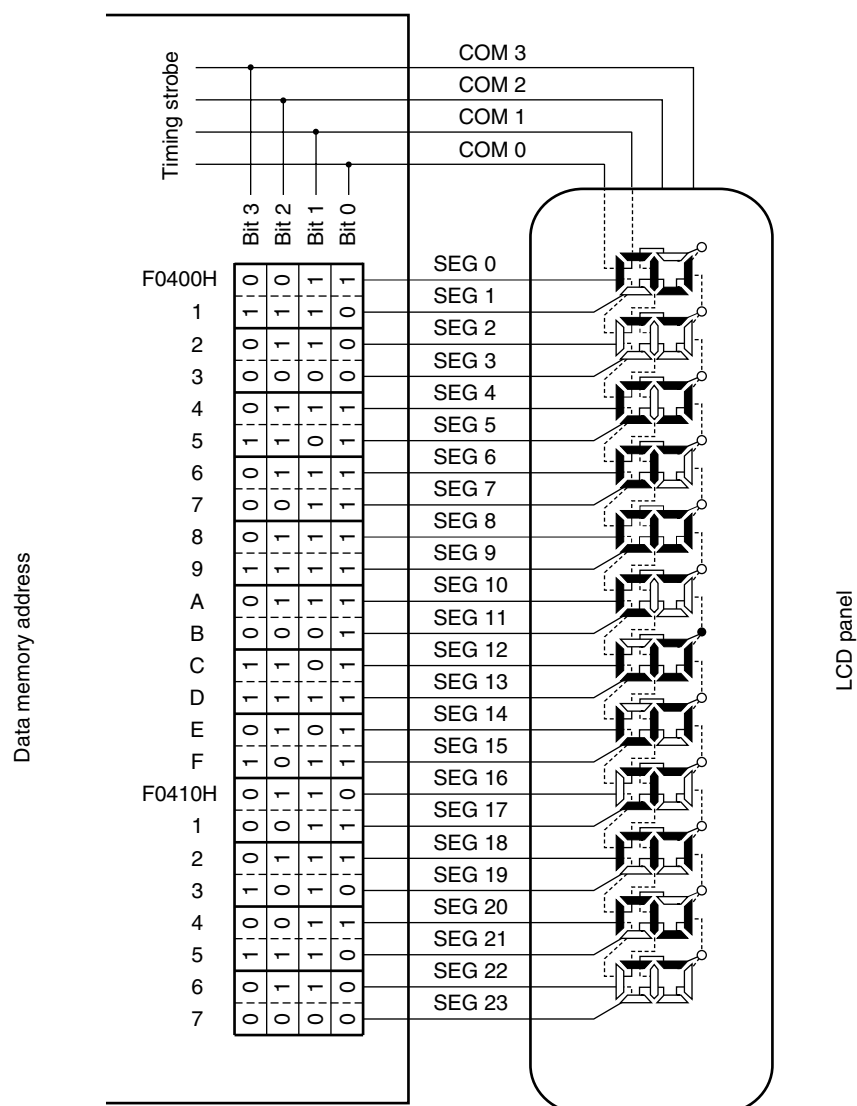 COM 3
COM 2
COM 1
COM 0
Timing strobe
Bit 3
Bit 2
Bit 1
Bit 0
F0400H 0 0 1 1 SEG 0
1 1 1 1 0 SEG 1
2 0 1 1 0 SEG 2
3 0 0 0 0 SEG 3
4 0 1 1 1 SEG 4
5 1 1 0 1 SEG 5
6 0 1 1 1 SEG 6
7 0 0 1 1 SEG 7
8 0 1 1 1 SEG 8
9 1 1 1 1 SEG 9
A 0 1 1 1 SEG 10
B 0 0 0 1 SEG 11
C 1 1 0 1 SEG 12
D 1 1 1 1 SEG 13
E 0 1 0 1 SEG 14
F 1 0 1 1 SEG 15
F0410H 0 1 1 0 SEG 16
1 0 0 1 1 SEG 17
2 0 1 1 1 SEG 18
3 1 0 1 0 SEG 19
4 0 0 1 1 SEG 20
5 1 1 1 0 SEG 21
6 0 1 1 0 SEG 22
7 0 0 0 0 SEG 23
Data memory address
LCD panel